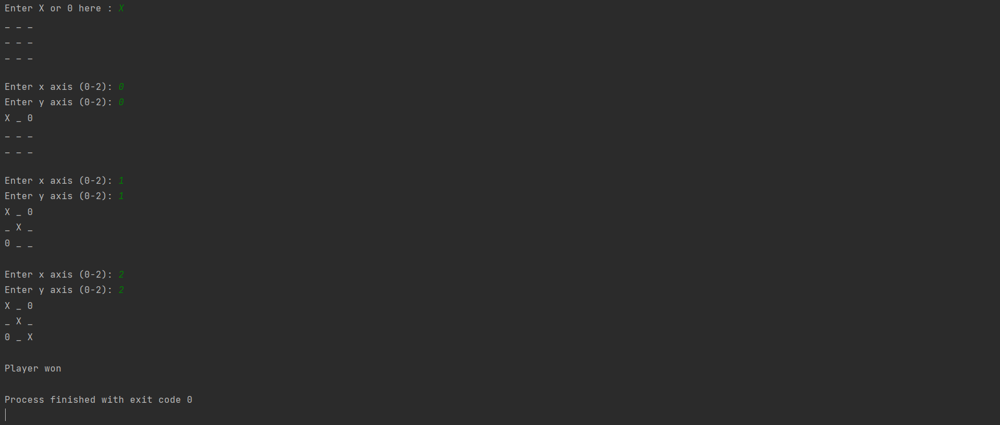 Enter X or 0 here : X
_ _ _
_ _ _
_ _ _
Enter x axis (0-2): 0
Enter y axis (0-2): 0
X _ 0
_ _ _
_ _ _
Enter x axis (0-2): 1
Enter y axis (0-2): 1
X _ 0
_ X _
0 _ _
Enter x axis (0-2): 2
Enter y axis (0-2): 2
X _ 0
_ X _
0 _ X
Player won
Process finished with exit code 0